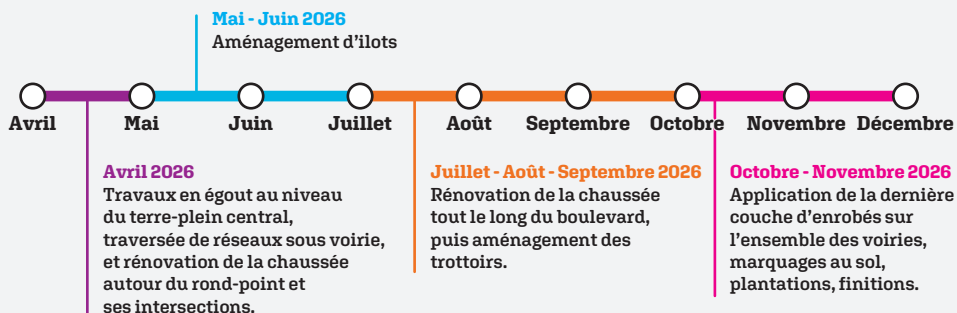 Mai - Juin 2026
Aménagement d'ilots
Avril Mai Juin Juillet Août Septembre Octobre Novembre Décembre
Avril 2026
Travaux en égout au niveau
du terre-plein central,
traversée de réseaux sous voirie,
et rénovation de la chaussée
autour du rond-point et
ses intersections.
Juillet - Août - Septembre 2026
Rénovation de la chaussée
tout le long du boulevard,
puis aménagement des
trottoirs.
Octobre - Novembre 2026
Application de la dernière
couche d'enrobés sur
l'ensemble des voiries,
marquages au sol,
plantations, finitions.